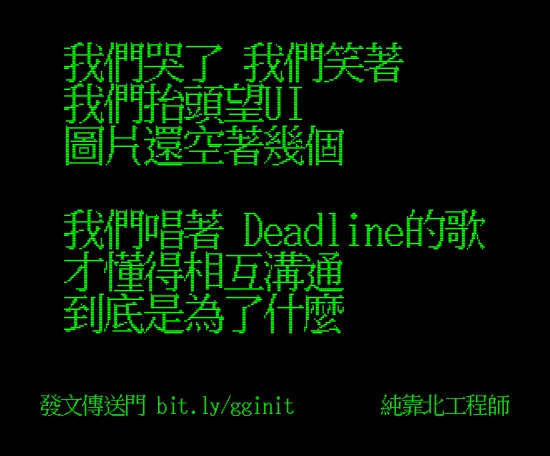 我們哭了 我們笑著
我們抬頭望UI
圖片還空著幾個
我們唱著 Deadline的歌
才懂得相互溝通
到底是為了什麼
發文傳送門 bit.ly/gginit
純靠北工程師